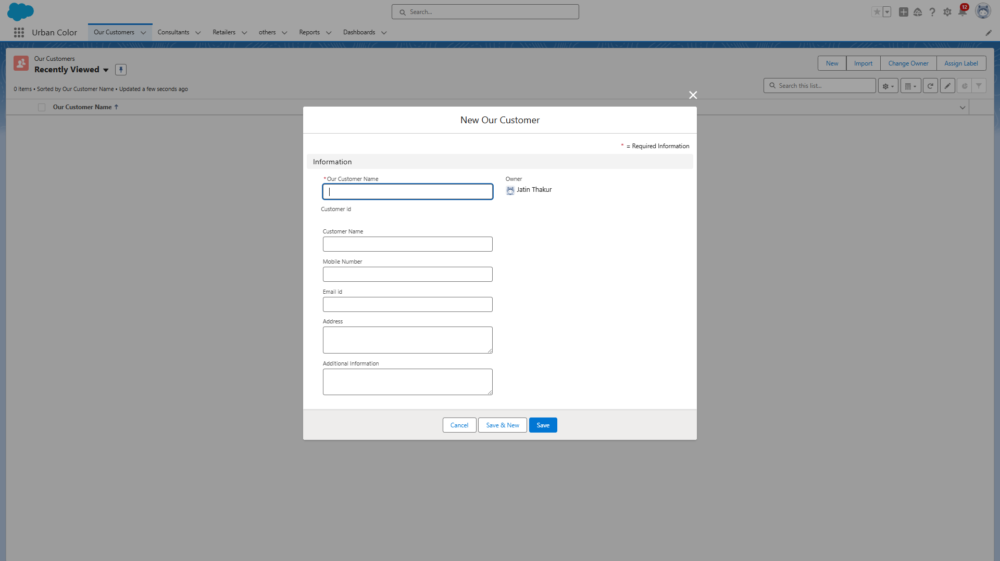 Search...
12
Urban Color
Our Customers
Consultants
Retailers
others
Reports
Dashboards
Our Customers
Recently Viewed
New
Import
Change Owner
Assign Label
0 items • Sorted by Our Customer Name • Updated a few seconds ago
Search this list...
Our Customer Name ↑
New Our Customer
* = Required Information
Information
*Our Customer Name
Owner
Jatin Thakur
Customer id
Customer Name
Mobile Number
Email id
Address
Additional Information
Cancel
Save & New
Save